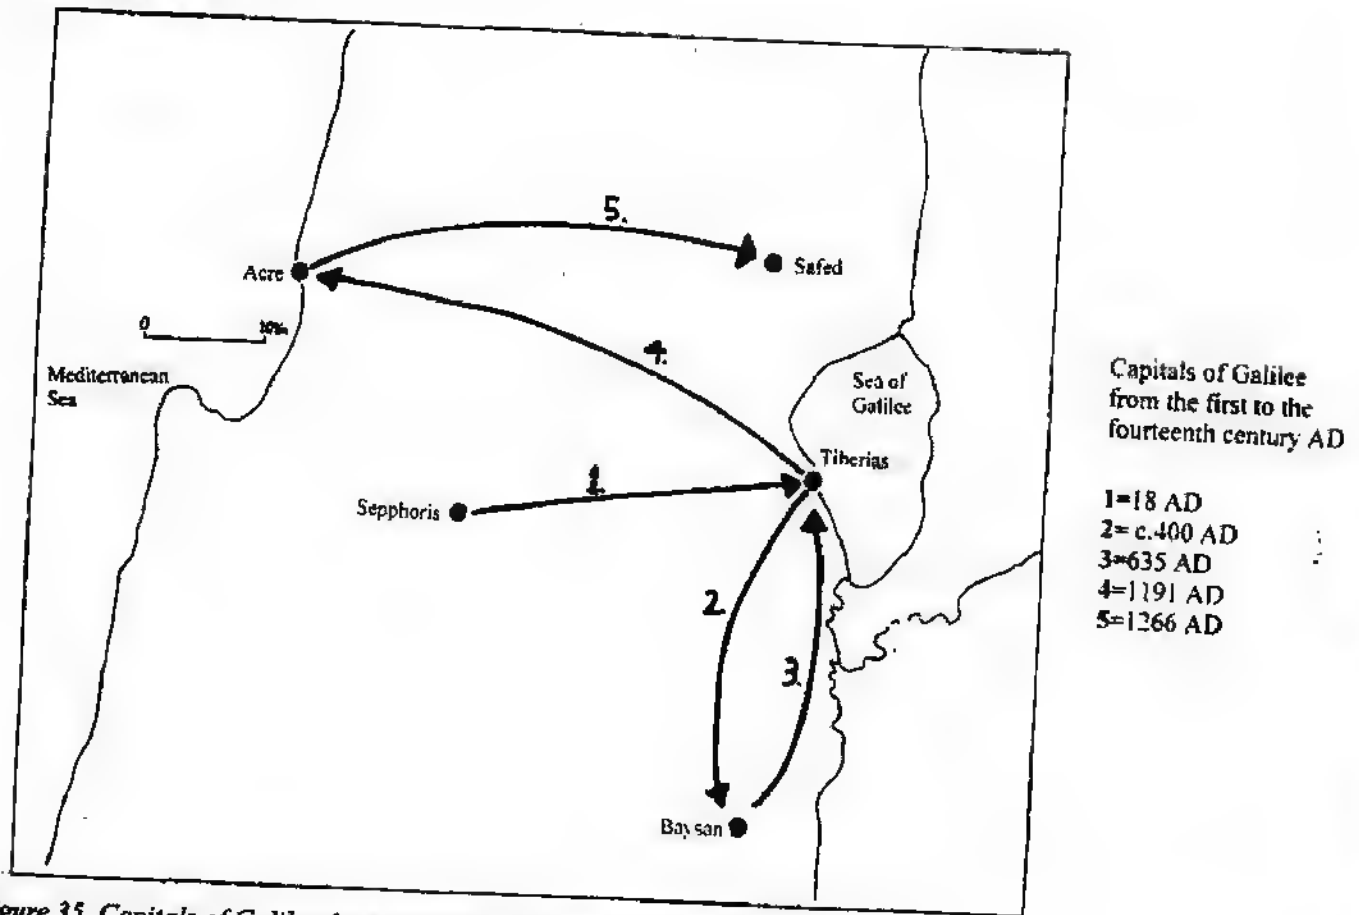 5.
Acre
Safed
0
10km
4.
Mediterranean
Sea
Sea of
Galilee
Tiberias
1.
Sepphoris
2.
3.
Baysan
Capitals of Galilee
from the first to the
fourteenth century AD
1=18 AD
2= c.400 AD
3=635 AD
4=1191 AD
5=1266 AD
35. Capitals of